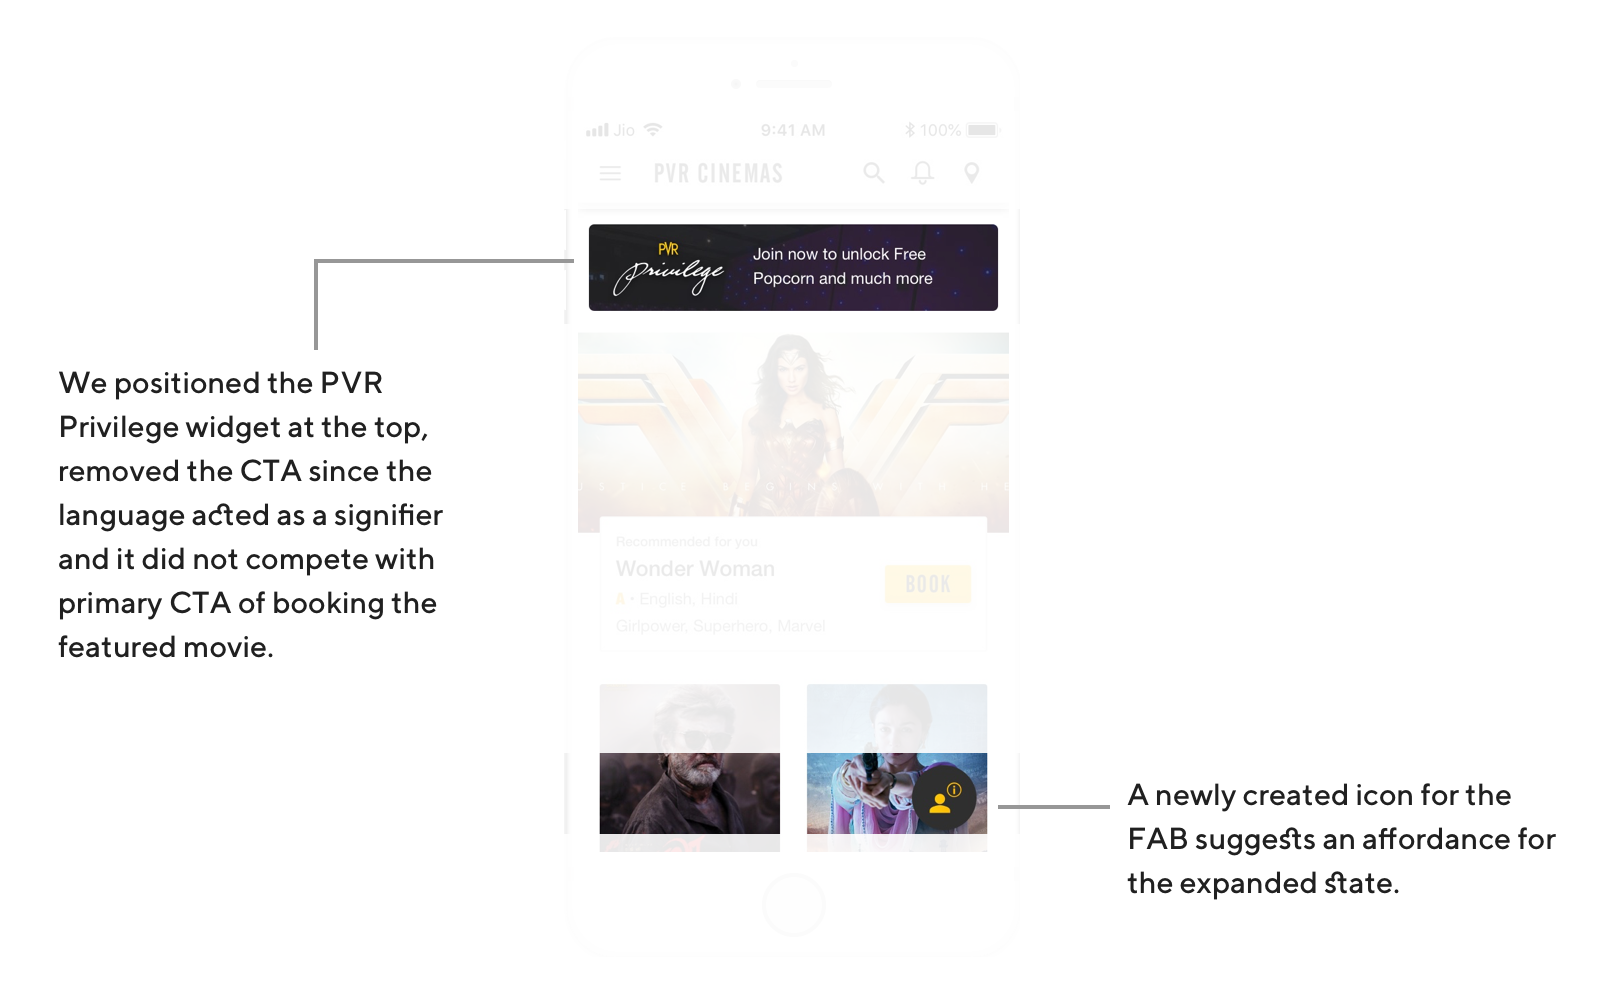 Jio
9:41 AM
100%
PVR CINEMAS
PVR
Privilege
Join now to unlock Free
Popcorn and much more
We positioned the PVR
Privilege widget at the top,
removed the CTA since the
language acted as a signifier
and it did not compete with
primary CTA of booking the
featured movie.
Recommended for you
Wonder Woman
BOOK
A • English, Hindi
Girlpower, Superhero, Marvel
A newly created icon for the
FAB suggests an affordance for
the expanded state.